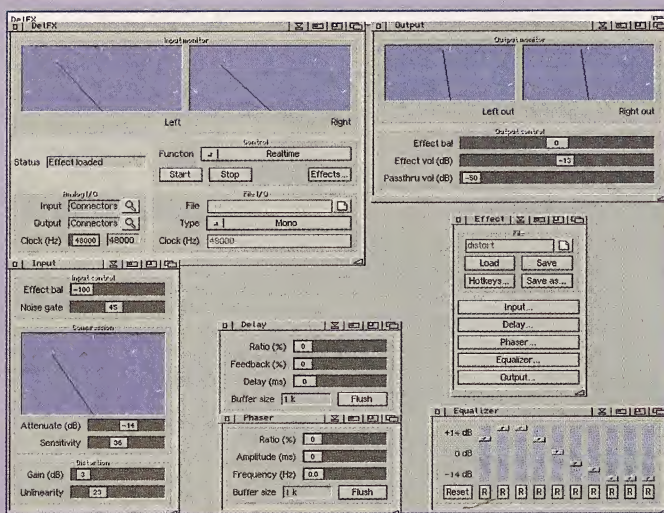 DelFX
Input monitor
Left Right
Status Effect loaded
Control
Function Realtime
Start Stop Effects...
Analog I/O
Input Connectors
Output Connectors
Clock (Hz) 48000 48000
File I/O
File
Type Mono
Clock (Hz) 48000
Output
Output monitor
Left out Right out
Output control
Effect bal 0
Effect vol (dB) -13
Passthru vol (dB) -50
Input
Input control
Effect bal -100
Noise gate 45
Compression
Attenuate (dB) -14
Sensitivity 36
Distortion
Gain (dB) 3
Unlinearity 23
Delay
Ratio (%) 0
Feedback (%) 0
Delay (ms) 0
Buffer size 1 k Flush
Phaser
Ratio (%) 0
Amplitude (ms) 0
Frequency (Hz) 0.0
Buffer size 1 k Flush
Effect
File
distort
Load Save
Hotkeys... Save as...
Input...
Delay...
Phaser...
Equalizer...
Output...
Equalizer
+14 dB
0 dB
-14 dB
Reset R R R R R R R R R R